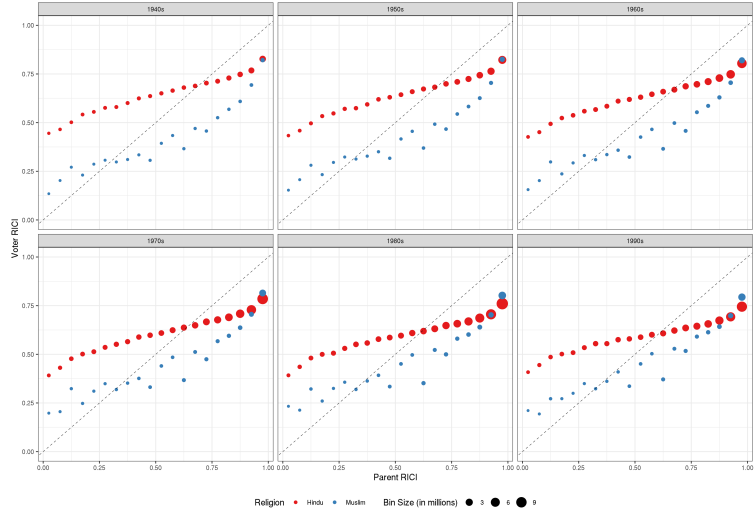 1940s
1950s
1960s
1.00
0.75
0.50
0.25
0.00
1970s
1980s
1990s
1.00
0.75
0.50
0.25
0.00
Voter RICI
0.00 0.25 0.50 0.75 1.00 0.00 0.25 0.50 0.75 1.00 0.00 0.25 0.50 0.75 1.00
Parent RICI
Religion Hindu Muslim Bin Size (in millions) 3 6 9